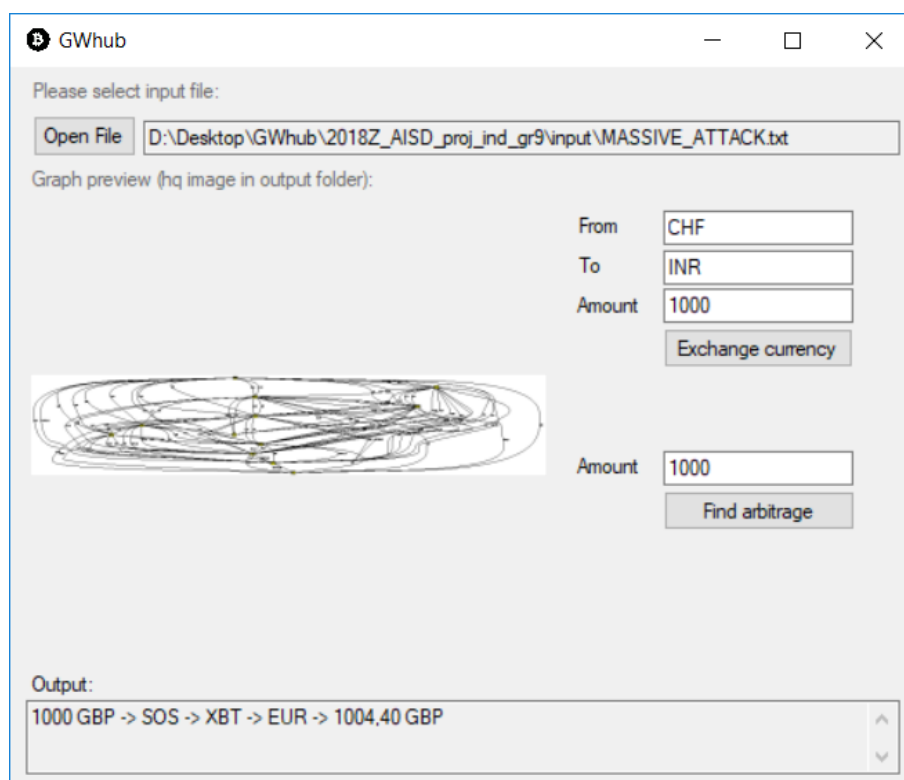 GWhub
Please select input file:
Open File D:\Desktop\GWhub\2018Z_AISD_proj_ind_gr9\input\MASSIVE_ATTACK.txt
Graph preview (hq image in output folder):
From CHF
To INR
Amount 1000
Exchange currency
Amount 1000
Find arbitrage
Output:
1000 GBP -> SOS -> XBT -> EUR -> 1004,40 GBP